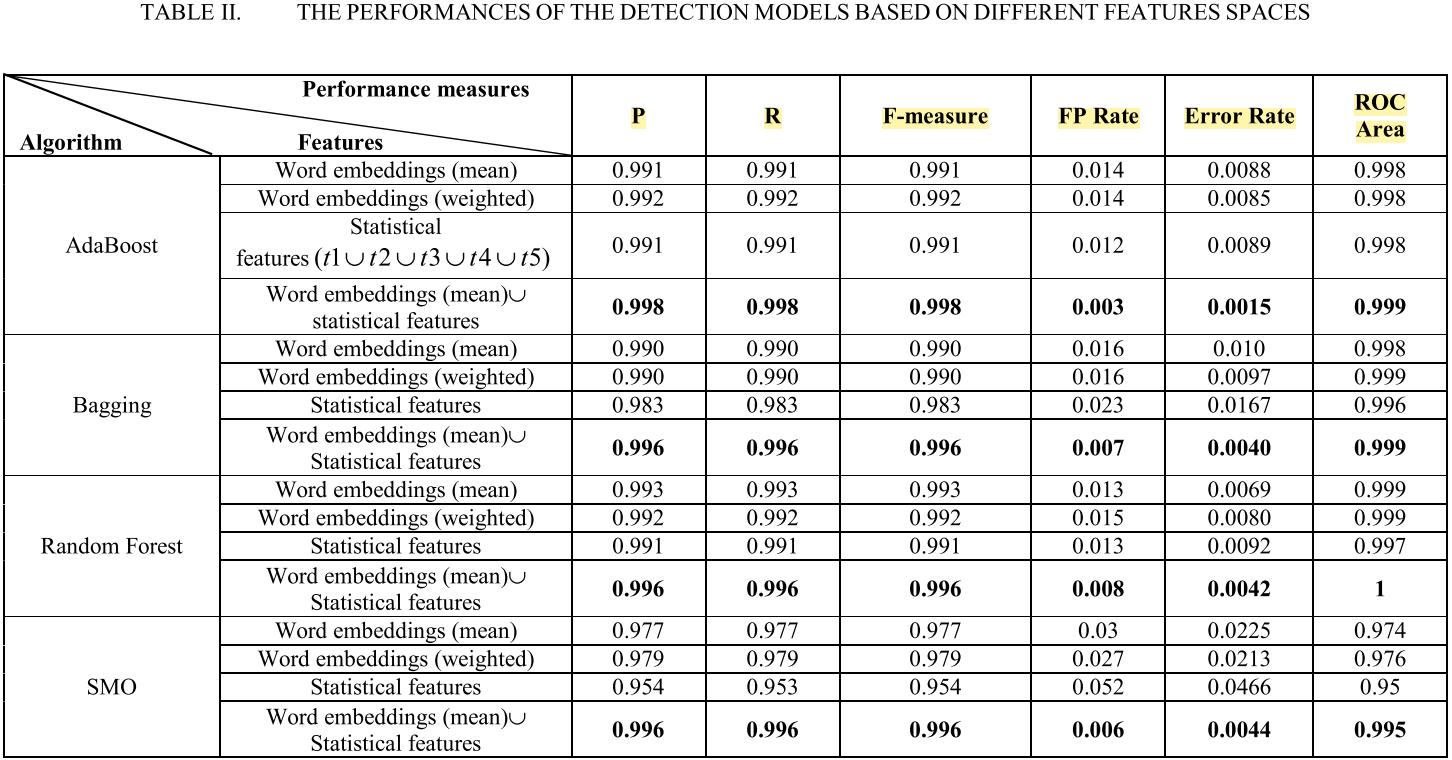 TABLE II. THE PERFORMANCES OF THE DETECTION MODELS BASED ON DIFFERENT FEATURES SPACES
Performance measures
Algorithm Features
P R F-measure FP Rate Error Rate ROC
Area
AdaBoost
Word embeddings (mean) 0.991 0.991 0.991 0.014 0.0088 0.998
Word embeddings (weighted) 0.992 0.992 0.992 0.014 0.0085 0.998
Statistical
features (t1∪t2∪t3∪t4∪t5) 0.991 0.991 0.991 0.012 0.0089 0.998
Word embeddings (mean)∪
statistical features 0.998 0.998 0.998 0.003 0.0015 0.999
Bagging
Word embeddings (mean) 0.990 0.990 0.990 0.016 0.010 0.998
Word embeddings (weighted) 0.990 0.990 0.990 0.016 0.0097 0.999
Statistical features 0.983 0.983 0.983 0.023 0.0167 0.996
Word embeddings (mean)∪
Statistical features 0.996 0.996 0.996 0.007 0.0040 0.999
Random Forest
Word embeddings (mean) 0.993 0.993 0.993 0.013 0.0069 0.999
Word embeddings (weighted) 0.992 0.992 0.992 0.015 0.0080 0.999
Statistical features 0.991 0.991 0.991 0.013 0.0092 0.997
Word embeddings (mean)∪
Statistical features 0.996 0.996 0.996 0.008 0.0042 1
SMO
Word embeddings (mean) 0.977 0.977 0.977 0.03 0.0225 0.974
Word embeddings (weighted) 0.979 0.979 0.979 0.027 0.0213 0.976
Statistical features 0.954 0.953 0.954 0.052 0.0466 0.95
Word embeddings (mean)∪
Statistical features 0.996 0.996 0.996 0.006 0.0044 0.995